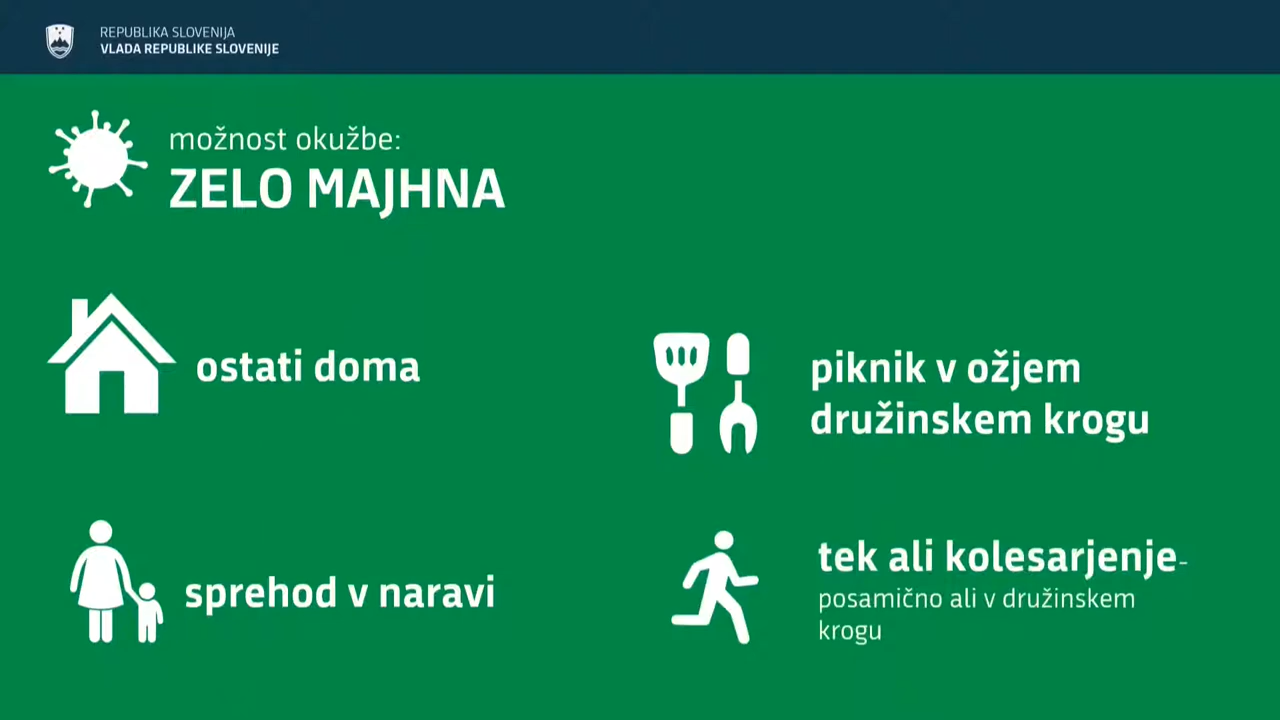 REPUBLIKA SLOVENIJA
VLADA REPUBLIKE SLOVENIJE
možnost okužbe:
ZELO MAJHNA
ostati doma
piknik v ožjem
družinskem krogu
sprehod v naravi
tek ali kolesarjenje-
posamično ali v družinskem
krogu